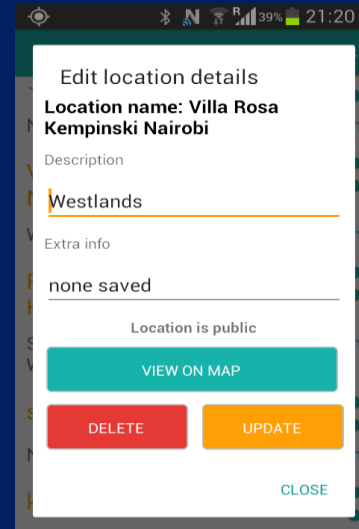 R 39% 21:20
Edit location details
Location name: Villa Rosa
Kempinski Nairobi
Description
Westlands
Extra info
none saved
Location is public
VIEW ON MAP
DELETE UPDATE
CLOSE